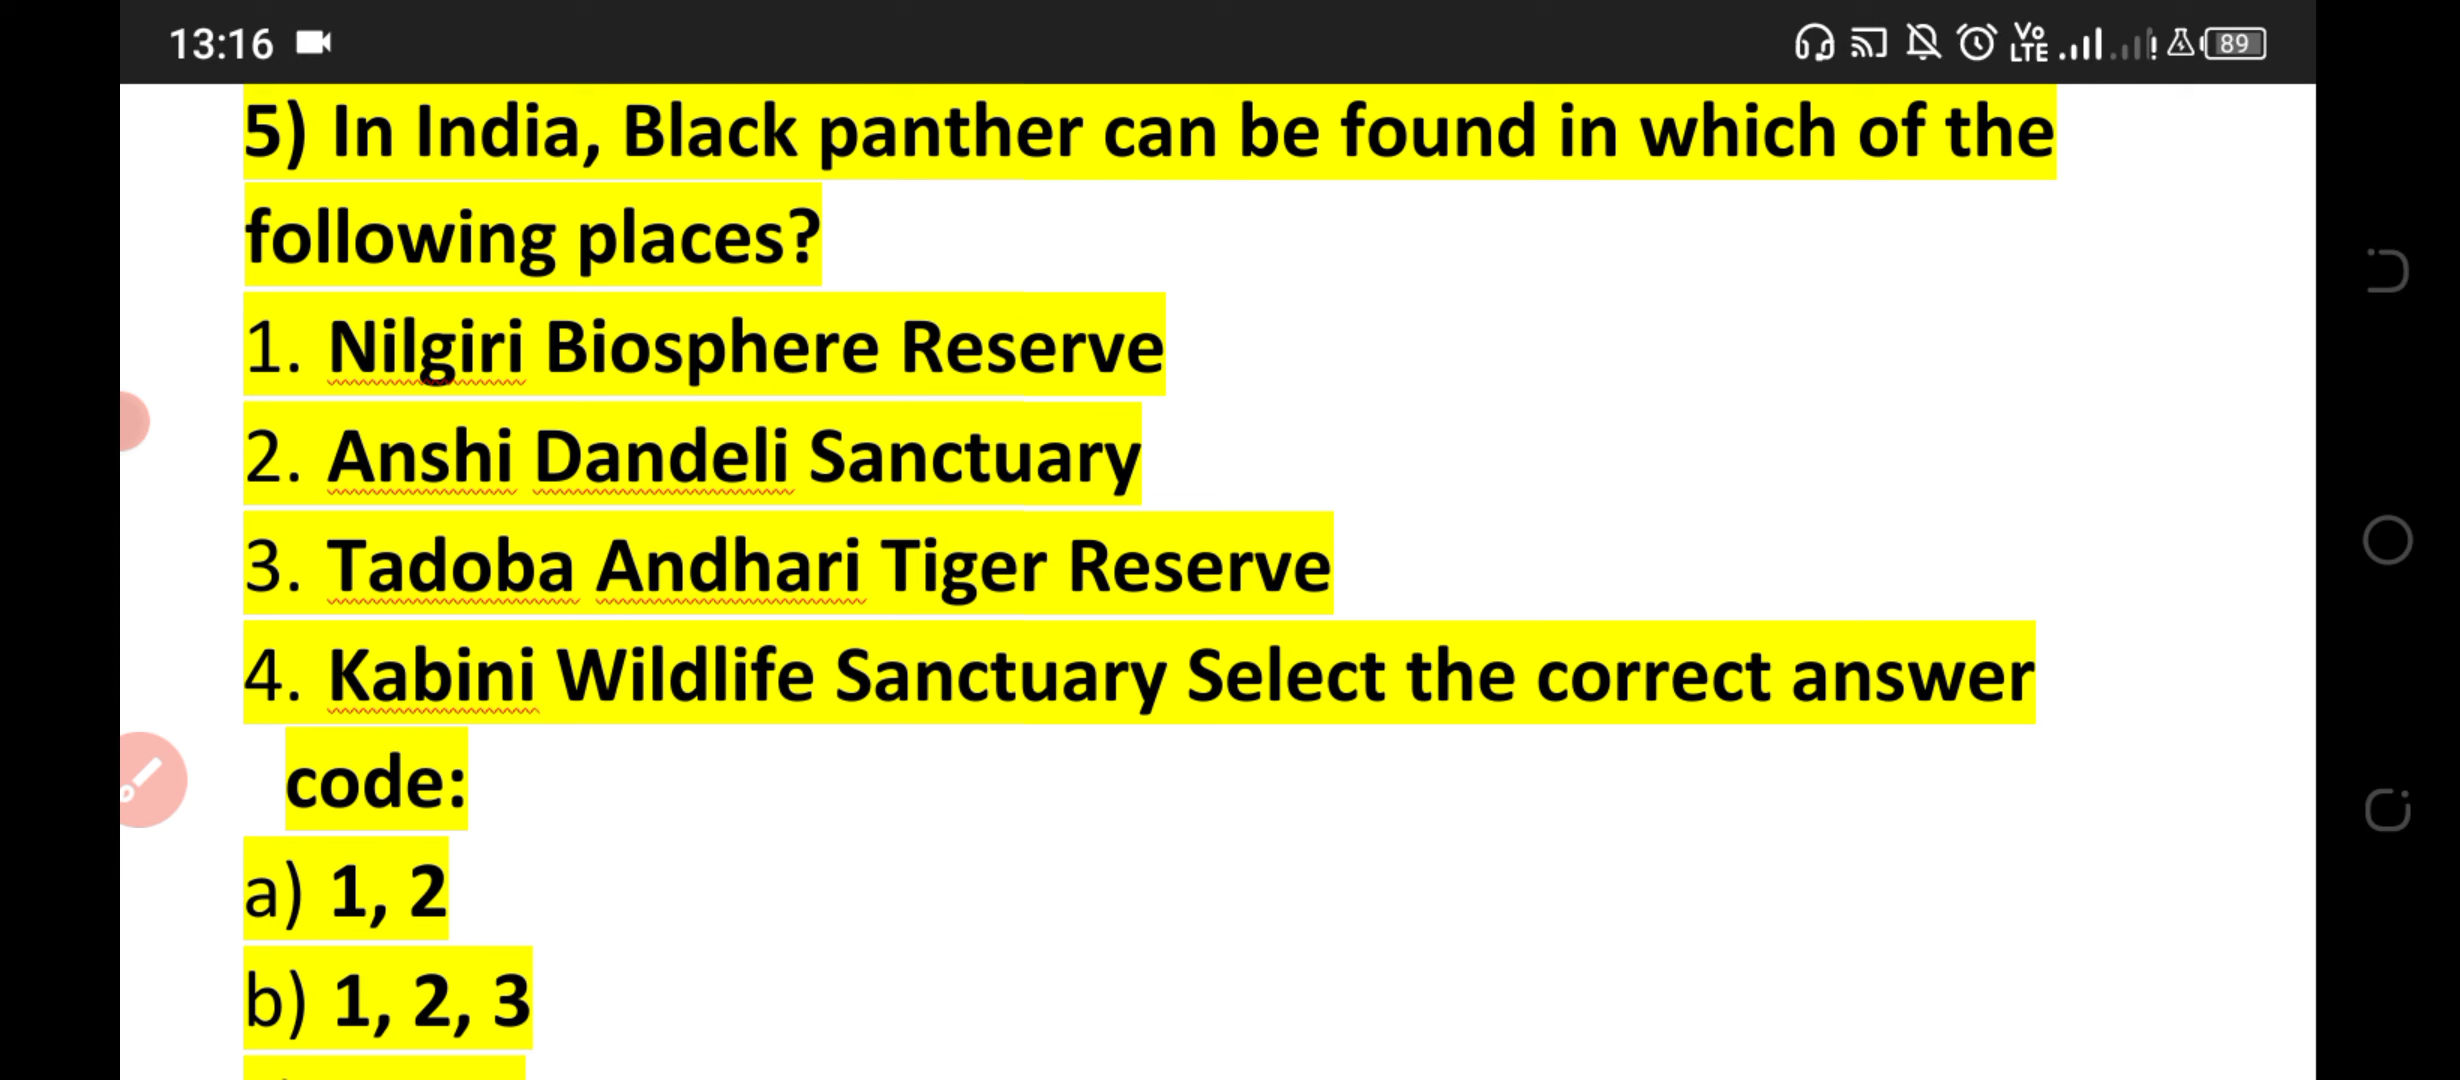 13:16 Vo LTE 89
5) In India, Black panther can be found in which of the
following places?
1. Nilgiri Biosphere Reserve
2. Anshi Dandeli Sanctuary
3. Tadoba Andhari Tiger Reserve
4. Kabini Wildlife Sanctuary Select the correct answer
code:
a) 1, 2
b) 1, 2, 3